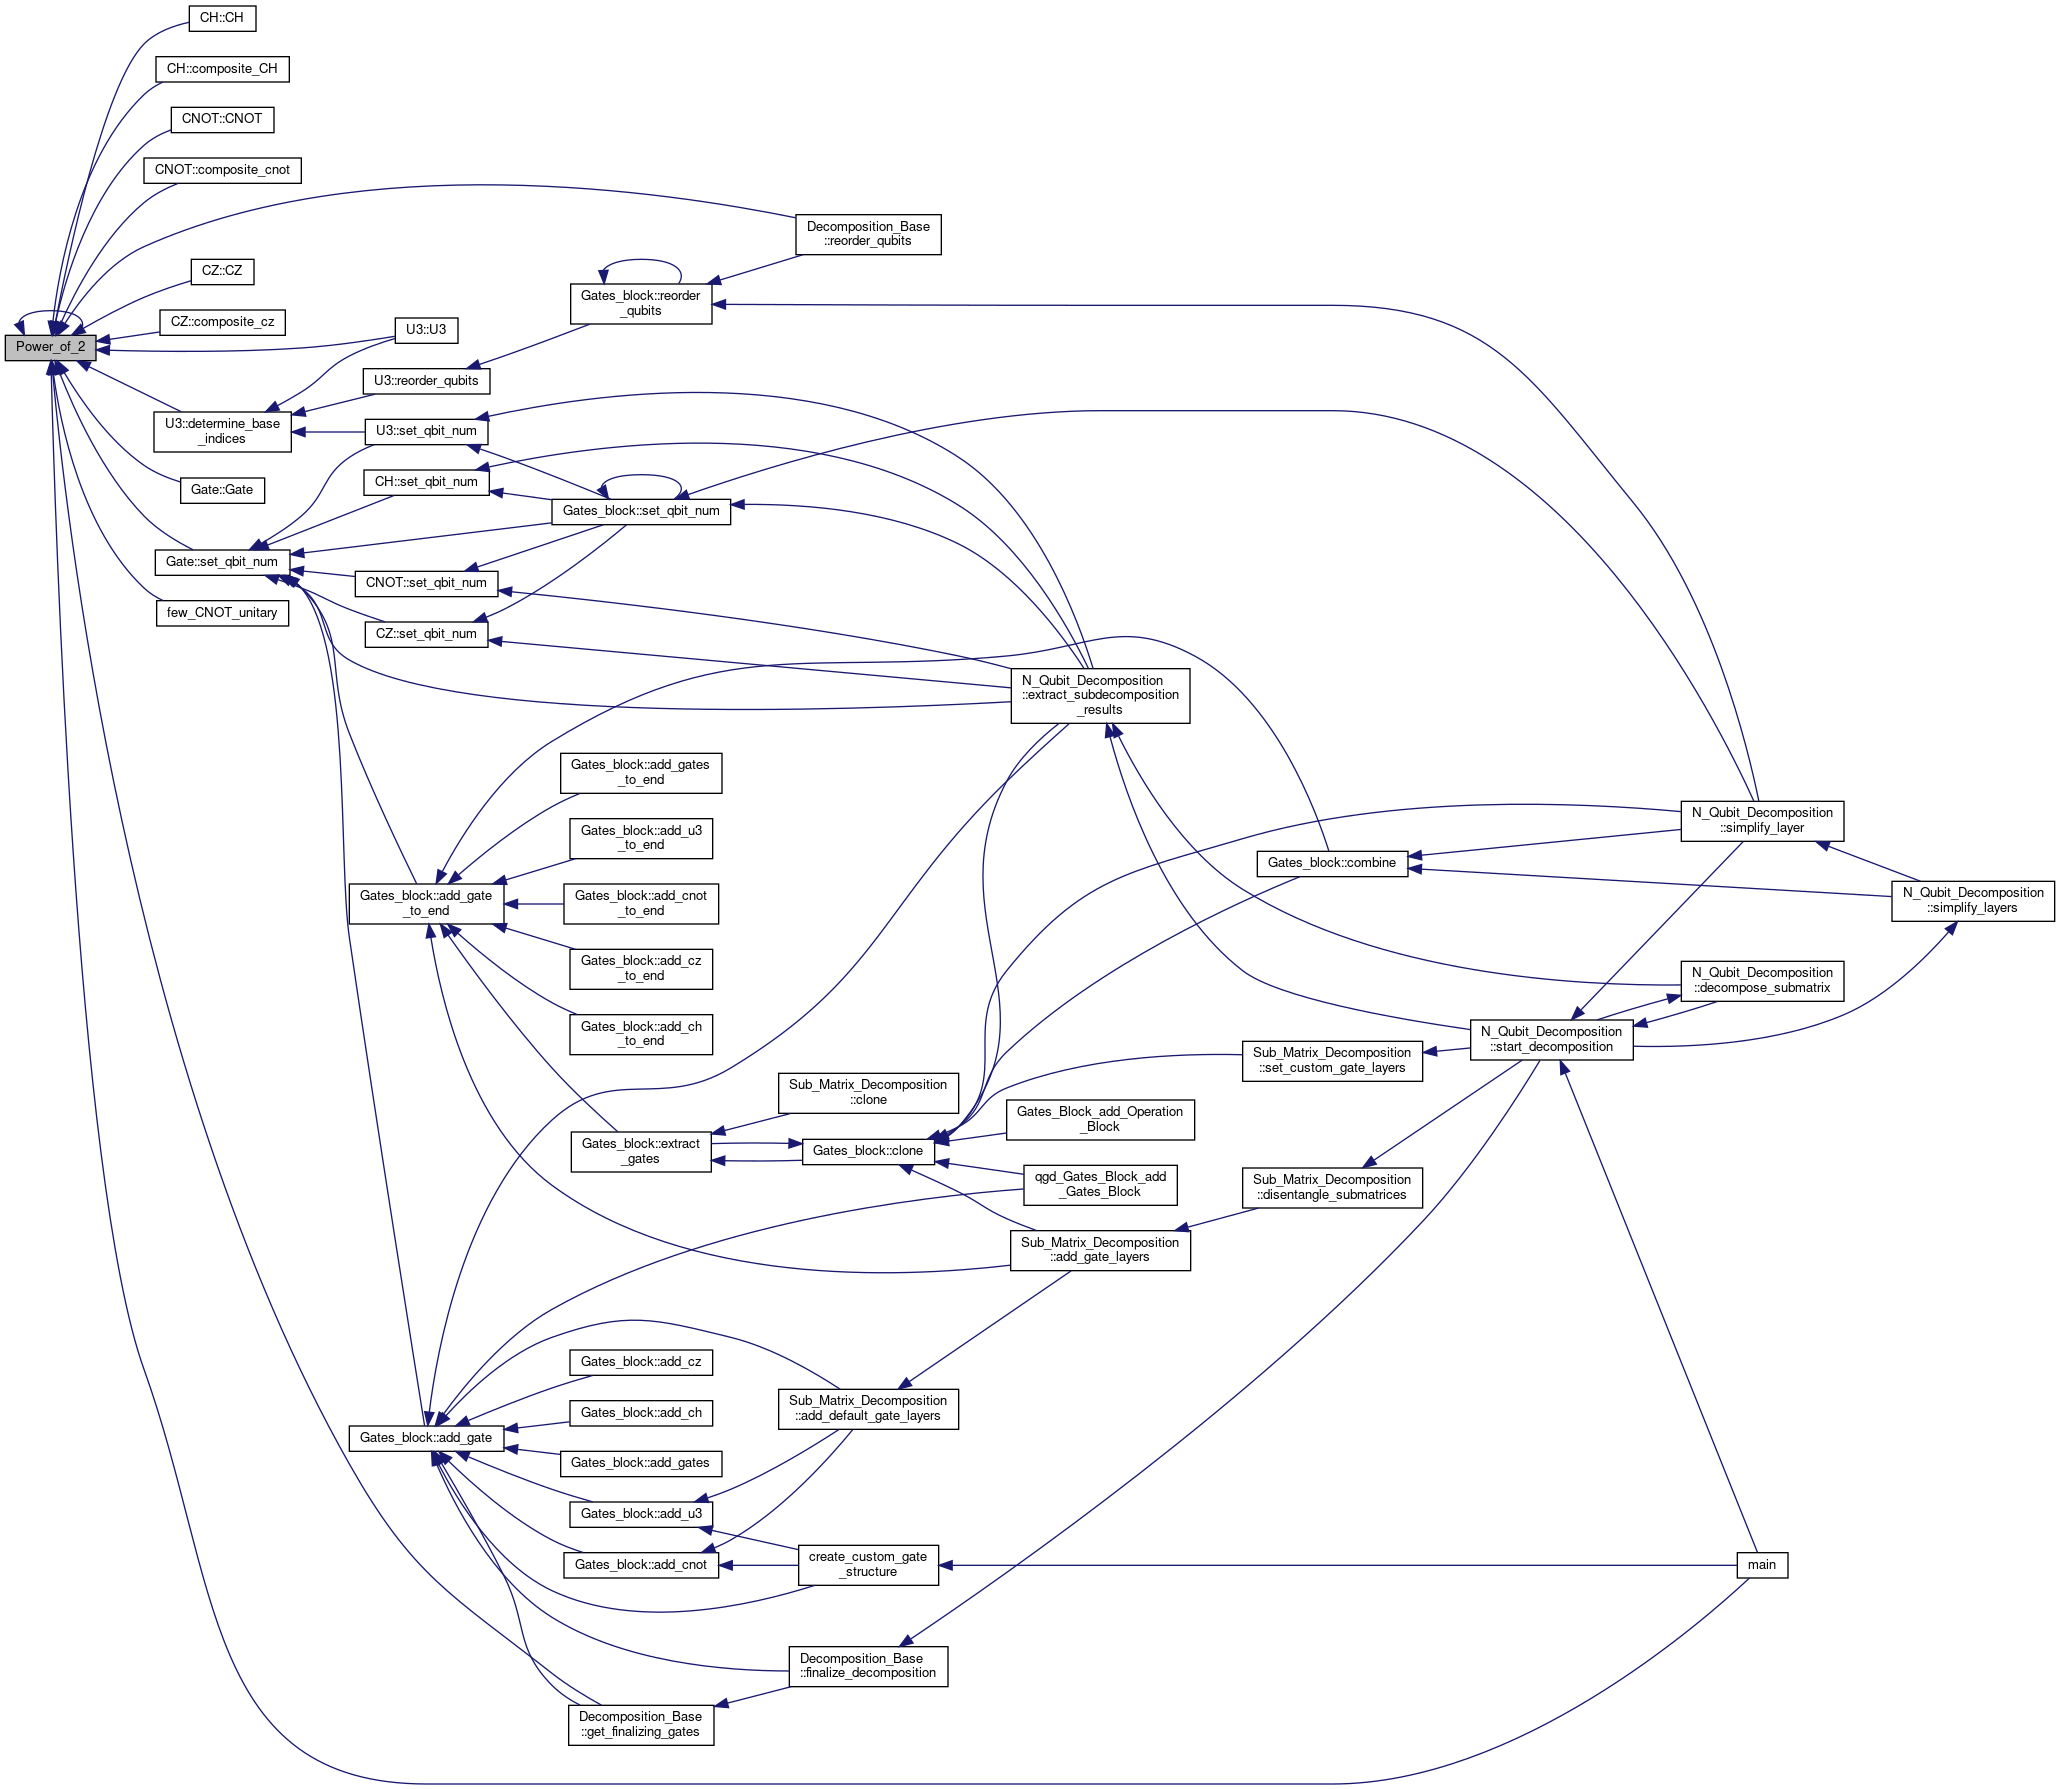 CH::CH
CH::composite_CH
CNOT::CNOT
CNOT::composite_cnot
Decomposition_Base
::reorder_qubits
CZ::CZ
Gates_block::reorder
_qubits
CZ::composite_cz
U3::U3
Power_of_2
U3::reorder_qubits
U3::determine_base
_indices
U3::set_qbit_num
Gate::Gate
CH::set_qbit_num
Gates_block::set_qbit_num
Gate::set_qbit_num
CNOT::set_qbit_num
few_CNOT_unitary
CZ::set_qbit_num
N_Qubit_Decomposition
::extract_subdecomposition
_results
Gates_block::add_gates
_to_end
Gates_block::add_u3
_to_end
N_Qubit_Decomposition
::simplify_layer
Gates_block::combine
Gates_block::add_gate
_to_end
Gates_block::add_cnot
_to_end
N_Qubit_Decomposition
::simplify_layers
Gates_block::add_cz
_to_end
N_Qubit_Decomposition
::decompose_submatrix
Gates_block::add_ch
_to_end
N_Qubit_Decomposition
::start_decomposition
Sub_Matrix_Decomposition
::set_custom_gate_layers
Sub_Matrix_Decomposition
::clone
Gates_Block_add_Operation
_Block
Gates_block::extract
_gates
Gates_block::clone
qgd_Gates_Block_add
_Gates_Block
Sub_Matrix_Decomposition
::disentangle_submatrices
Sub_Matrix_Decomposition
::add_gate_layers
Gates_block::add_cz
Sub_Matrix_Decomposition
::add_default_gate_layers
Gates_block::add_ch
Gates_block::add_gate
Gates_block::add_gates
Gates_block::add_u3
Gates_block::add_cnot
create_custom_gate
_structure
main
Decomposition_Base
::finalize_decomposition
Decomposition_Base
::get_finalizing_gates